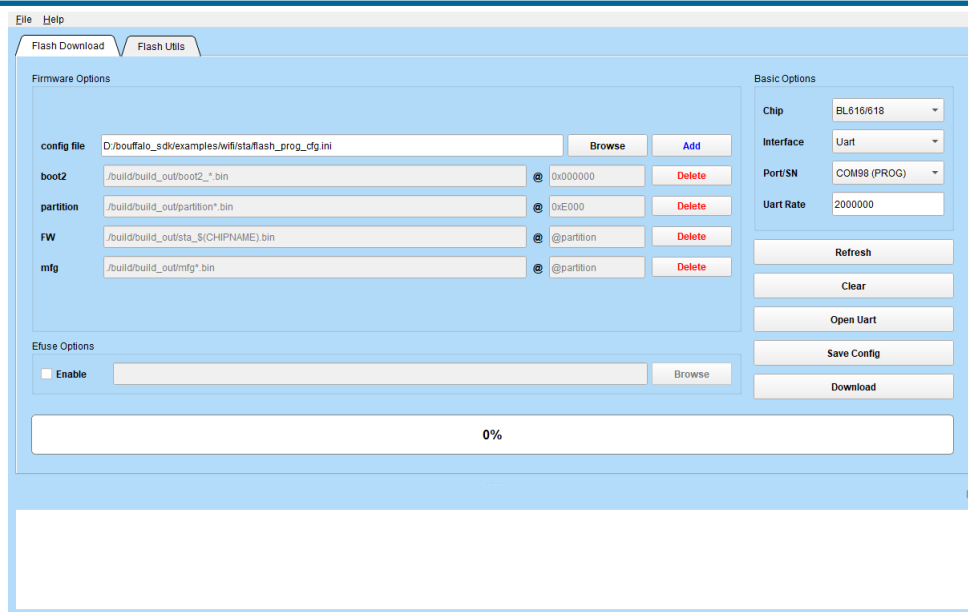 File Help
Flash Download Flash Utils
Firmware Options
config file D:/bouffalo_sdk/examples/wifi/sta/flash_prog_cfg.ini Browse Add
boot2 ./build/build_out/boot2_*.bin @ 0x000000 Delete
partition ./build/build_out/partition*.bin @ 0xE000 Delete
FW ./build/build_out/sta_$(CHIPNAME).bin @ @partition Delete
mfg ./build/build_out/mfg*.bin @ @partition Delete
Efuse Options
Enable Browse
Basic Options
Chip BL616/618
Interface Uart
Port/SN COM98 (PROG)
Uart Rate 2000000
Refresh
Clear
Open Uart
Save Config
Download
0%